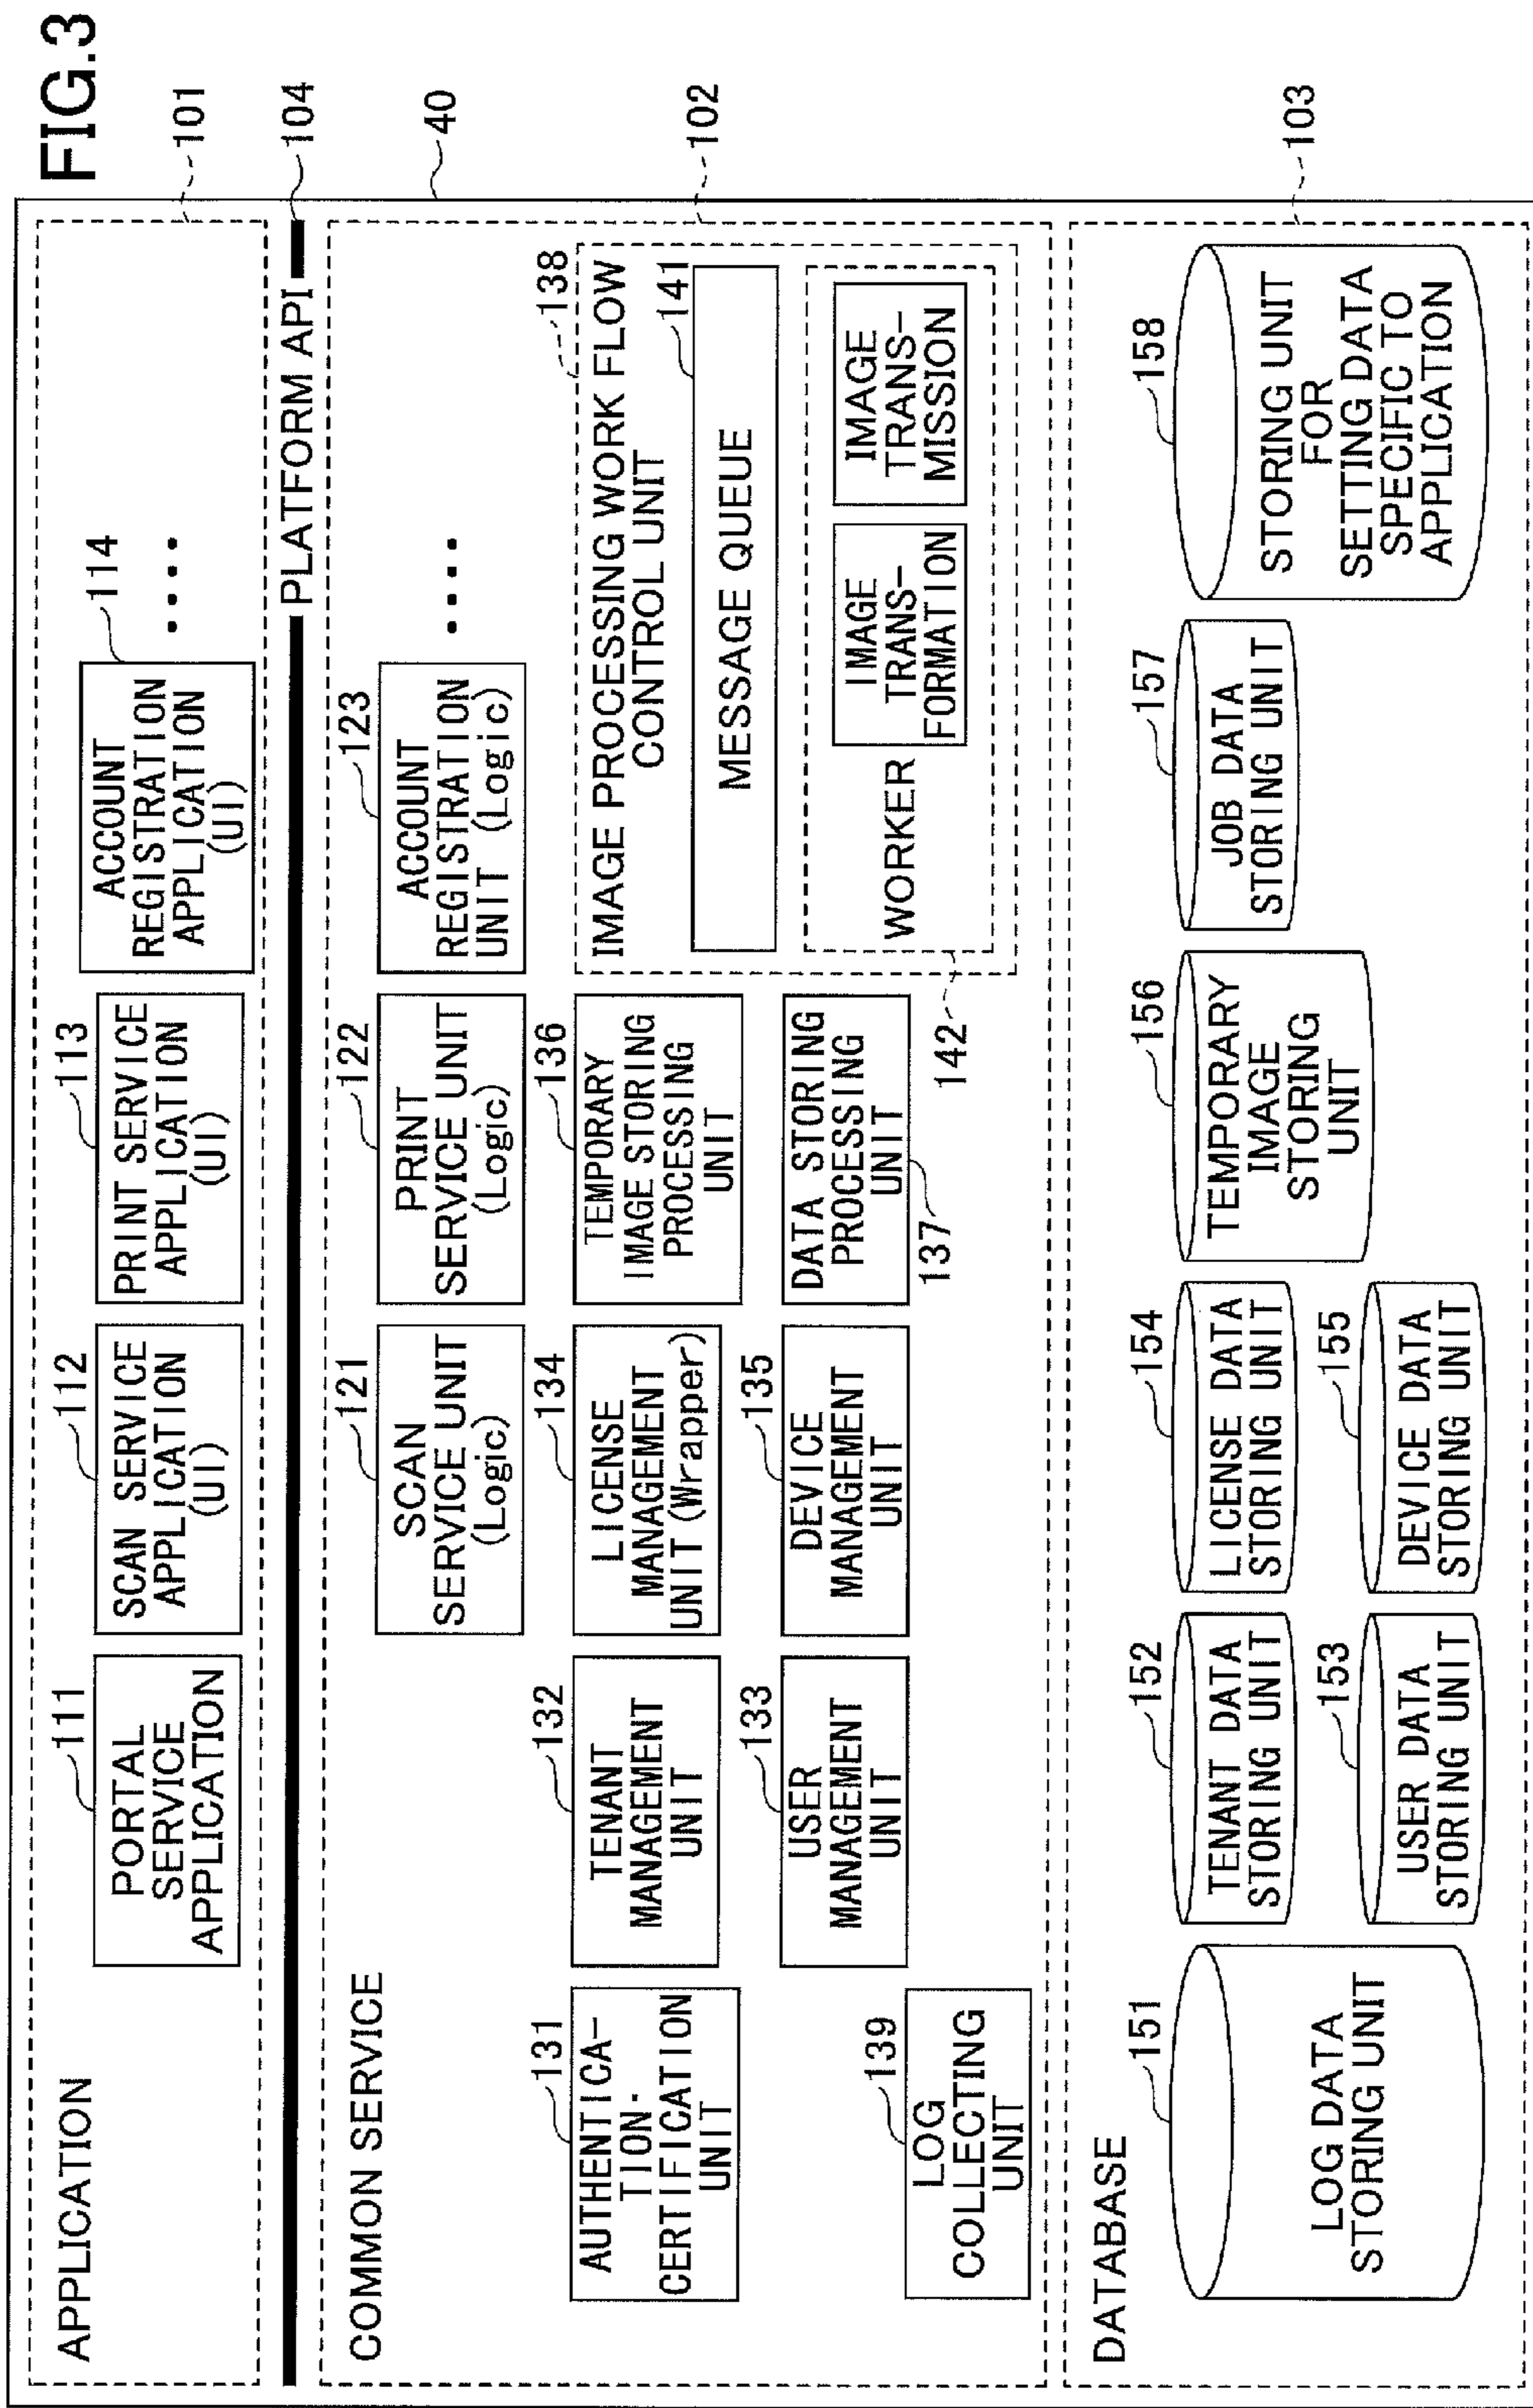 FIG.3
APPLICATION
101
111
PORTAL
SERVICE
APPLICATION
112
SCAN SERVICE
APPLICATION
(UI)
113
PRINT SERVICE
APPLICATION
(UI)
114
ACCOUNT
REGISTRATION
APPLICATION
(UI)
....
PLATFORM API
104
40
COMMON SERVICE
102
121
SCAN
SERVICE UNIT
(Logic)
122
PRINT
SERVICE UNIT
(Logic)
123
ACCOUNT
REGISTRATION
UNIT (Logic)
....
131
AUTHENTICA-
TION·
CERTIFICATION
UNIT
132
TENANT
MANAGEMENT
UNIT
134
LICENSE
MANAGEMENT
UNIT (Wrapper)
136
TEMPORARY
IMAGE STORING
PROCESSING
UNIT
138
IMAGE PROCESSING WORK FLOW
CONTROL UNIT
141
MESSAGE QUEUE
WORKER
IMAGE
TRANS-
FORMATION
IMAGE
TRANS-
MISSION
142
133
USER
MANAGEMENT
UNIT
135
DEVICE
MANAGEMENT
UNIT
DATA STORING
PROCESSING
UNIT
137
139
LOG
COLLECTING
UNIT
DATABASE
103
151
LOG DATA
STORING UNIT
152
TENANT DATA
STORING UNIT
153
USER DATA
STORING UNIT
154
LICENSE DATA
STORING UNIT
155
DEVICE DATA
STORING UNIT
156
TEMPORARY
IMAGE
STORING
UNIT
157
JOB DATA
STORING UNIT
158
STORING UNIT
FOR
SETTING DATA
SPECIFIC TO
APPLICATION